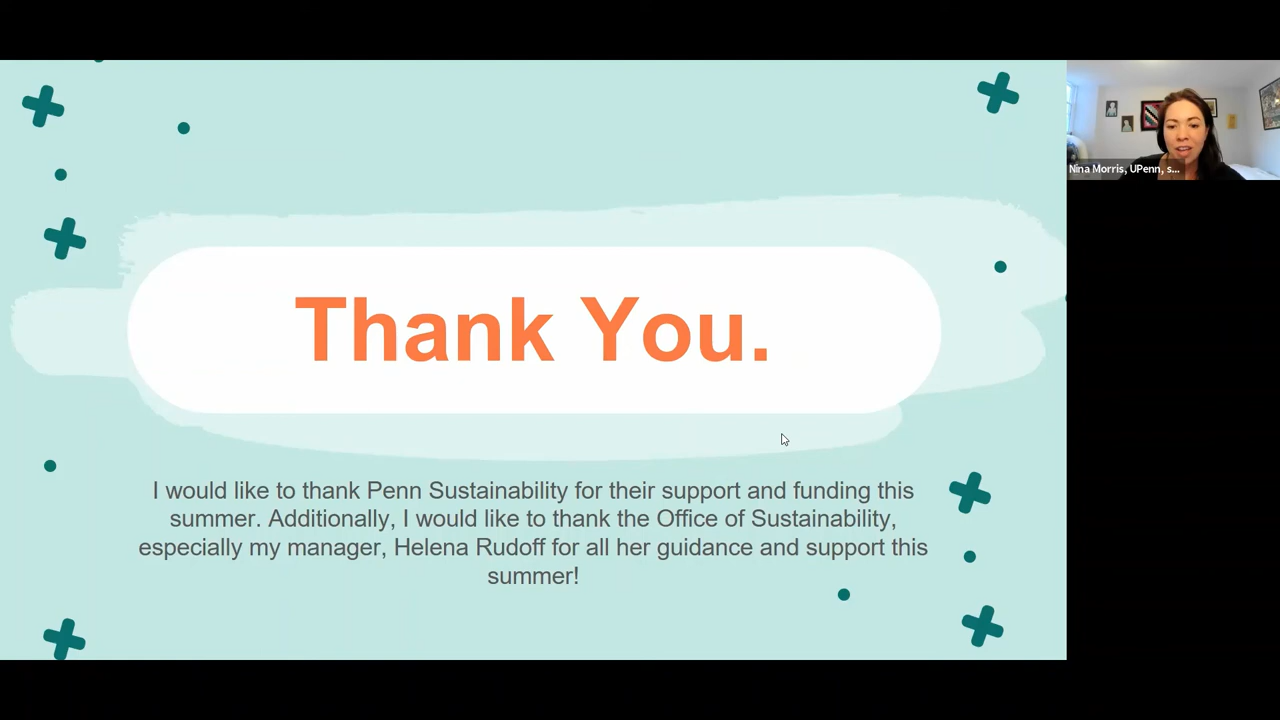 Thank You.
I would like to thank Penn Sustainability for their support and funding this
summer. Additionally, I would like to thank the Office of Sustainability,
especially my manager, Helena Rudoff for all her guidance and support this
summer!
Nina Morris, UPenn, s...